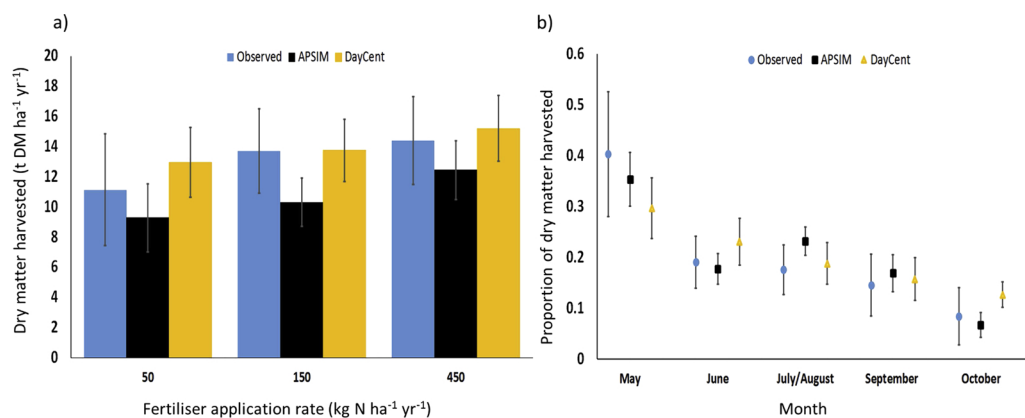 a)
Observed APSIM DayCent
Dry matter harvested (t DM ha⁻¹ yr⁻¹)
20
18
16
14
12
10
8
6
4
2
0
50 150 450
Fertiliser application rate (kg N ha⁻¹ yr⁻¹)
b)
Observed APSIM DayCent
Proportion of dry matter harvested
0.6
0.5
0.4
0.3
0.2
0.1
0
May June July/August September October
Month